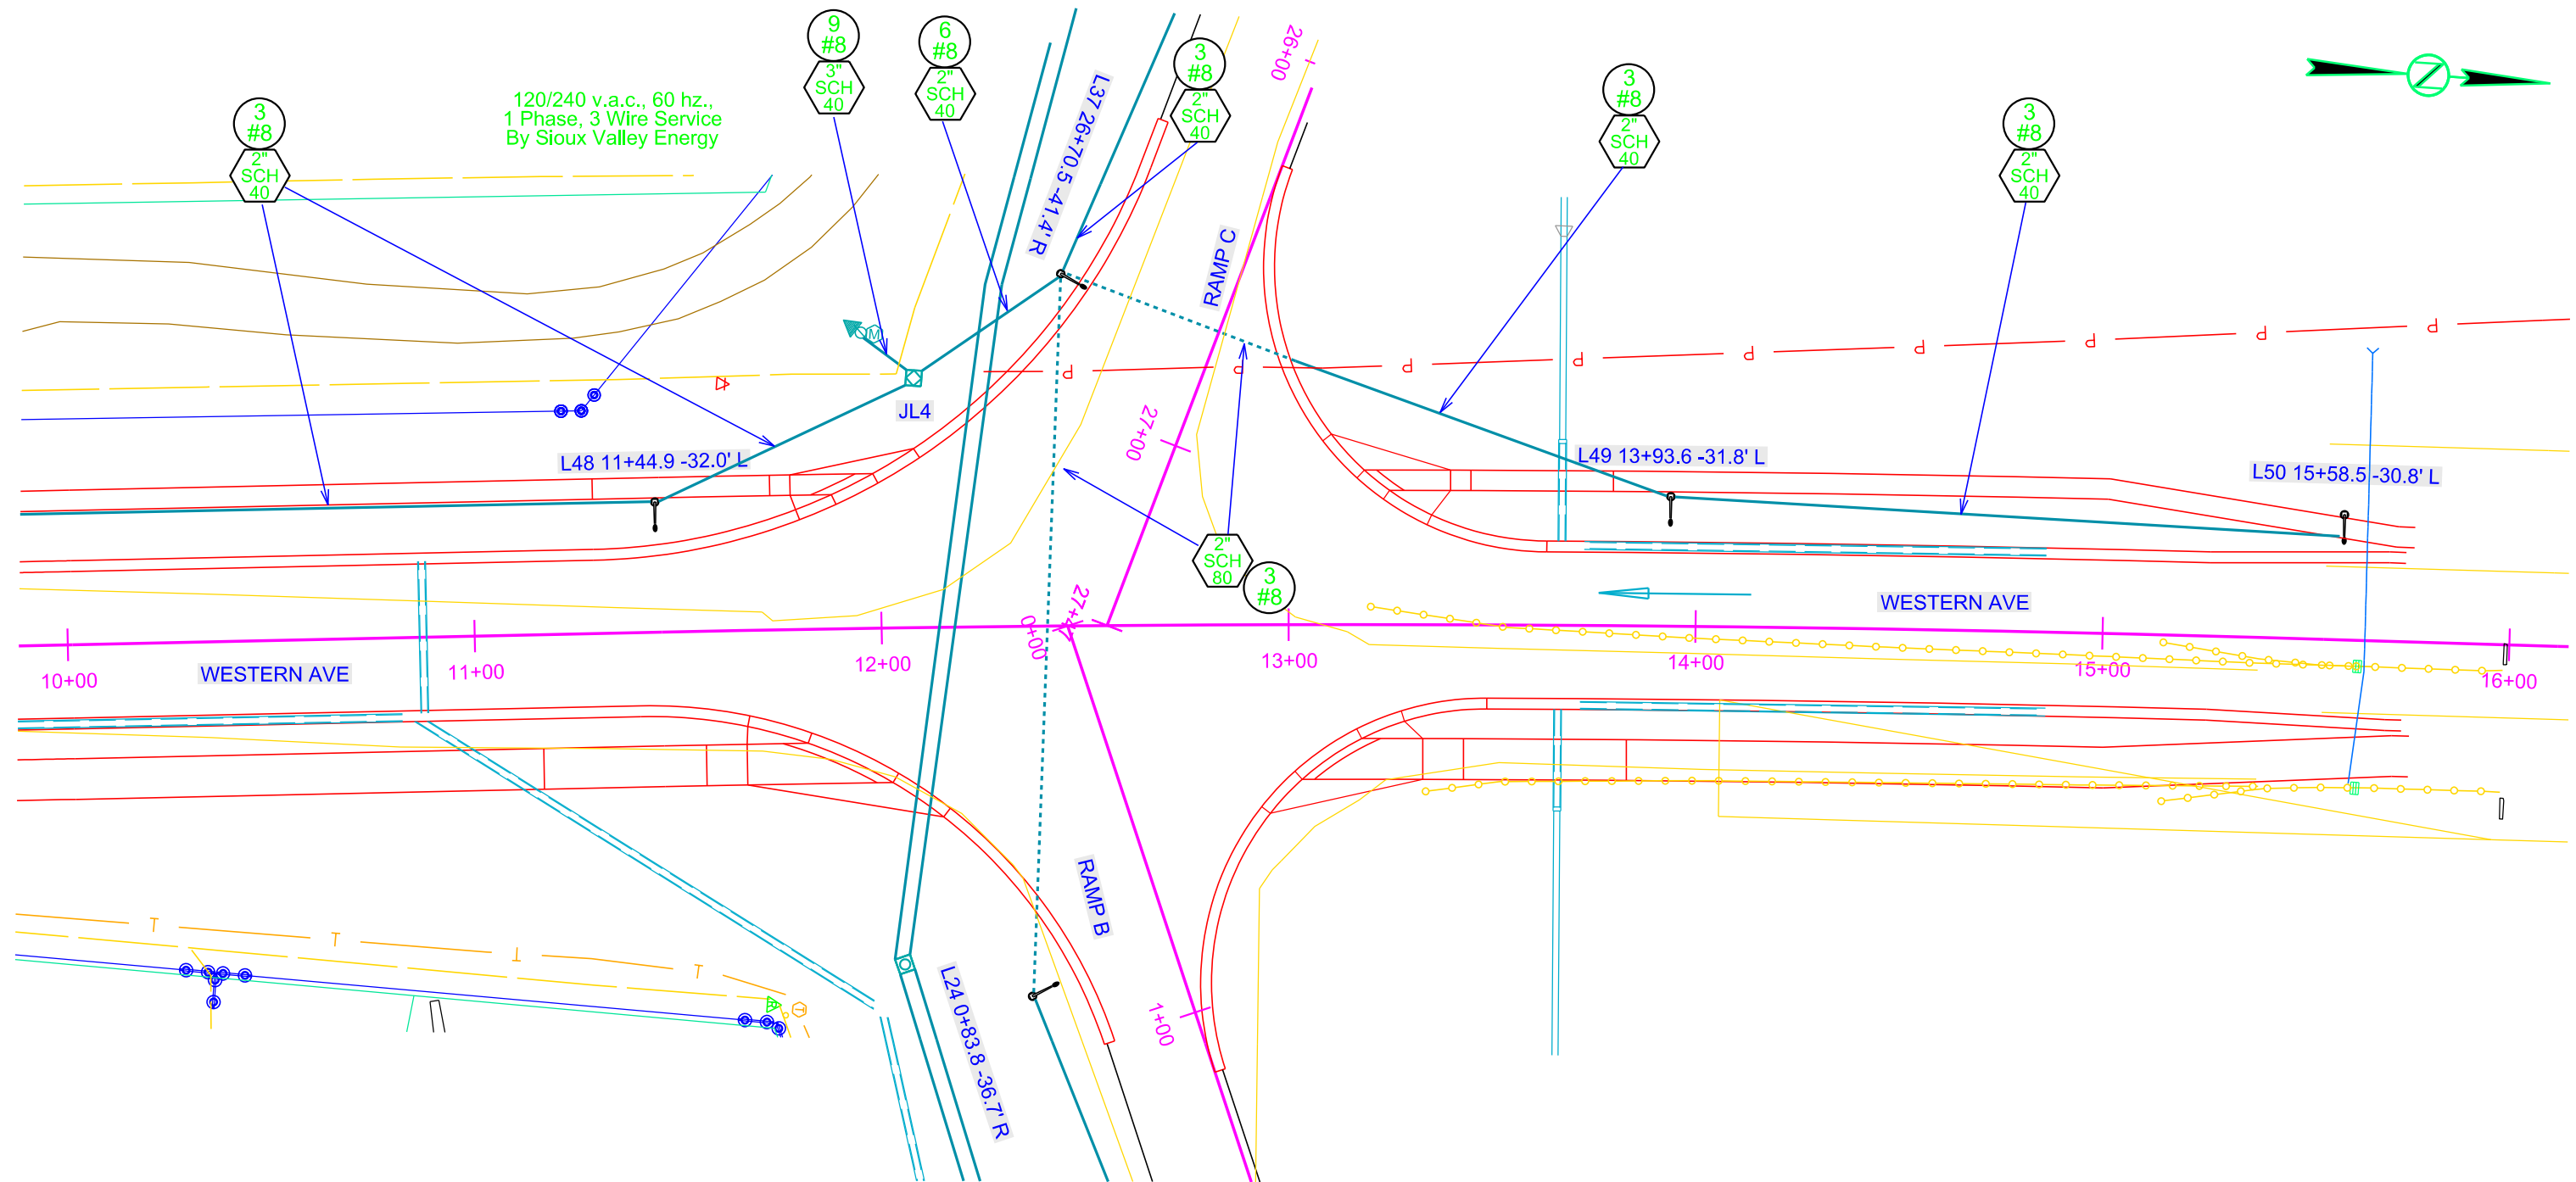 9
#8
3"
SCH
40
6
#8
2"
SCH
40
3
#8
2"
SCH
40
26+00
3
#8
2"
SCH
40
3
#8
2"
SCH
40
3
#8
2"
SCH
40
120/240 v.a.c., 60 hz.,
1 Phase, 3 Wire Service
By Sioux Valley Energy
L37 26+70.5 -41.4' R
RAMP C
M
P
P
P
P
P
P
P
P
P
JL4
27+00
L48 11+44.9 -32.0' L
L49 13+93.6 -31.8' L
L50 15+58.5 -30.8' L
2"
SCH
80
3
#8
WESTERN AVE
0+00
10+00
WESTERN AVE
11+00
12+00
13+00
14+00
15+00
16+00
RAMP B
T
T
T
T
T
1+00
L24 0+83.8 -36.7' R